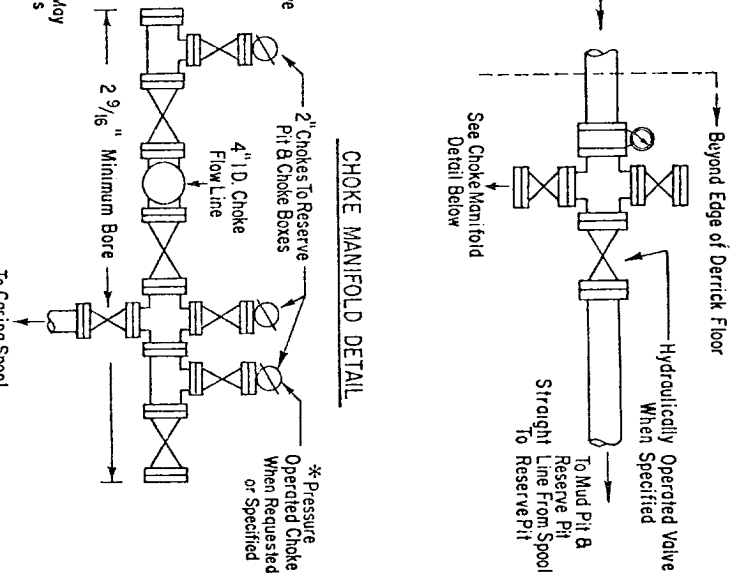 Beyond Edge of Derrick Floor
Hydraulically Operated Valve
When Specified
To Mud Pit &
Reserve Pit
Straight Line From Spool
To Reserve Pit
See Choke Manifold
Detail Below
CHOKE MANIFOLD DETAIL
2" Chokes To Reserve
Pit & Choke Boxes
4" I.D. Choke
Flow Line
* Pressure
Operated Choke
When Requested
or Specified
2 9/16" Minimum Bore
To Casing Spool
May